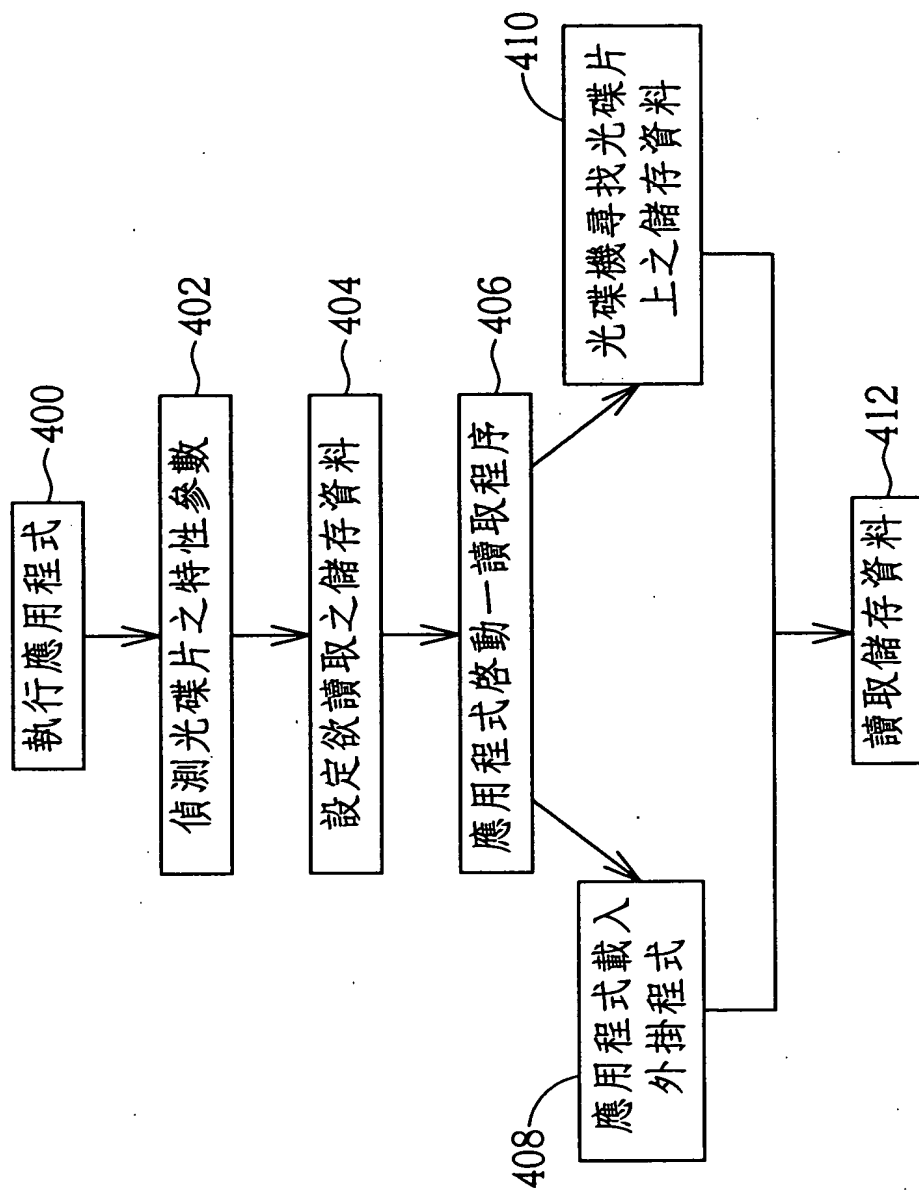 執行應用程式
400
偵測光碟片之特性參數
402
設定欲讀取之儲存資料
404
應用程式啓動一讀取程序
406
應用程式載入
外掛程式
408
光碟機尋找光碟片
上之儲存資料
410
讀取儲存資料
412